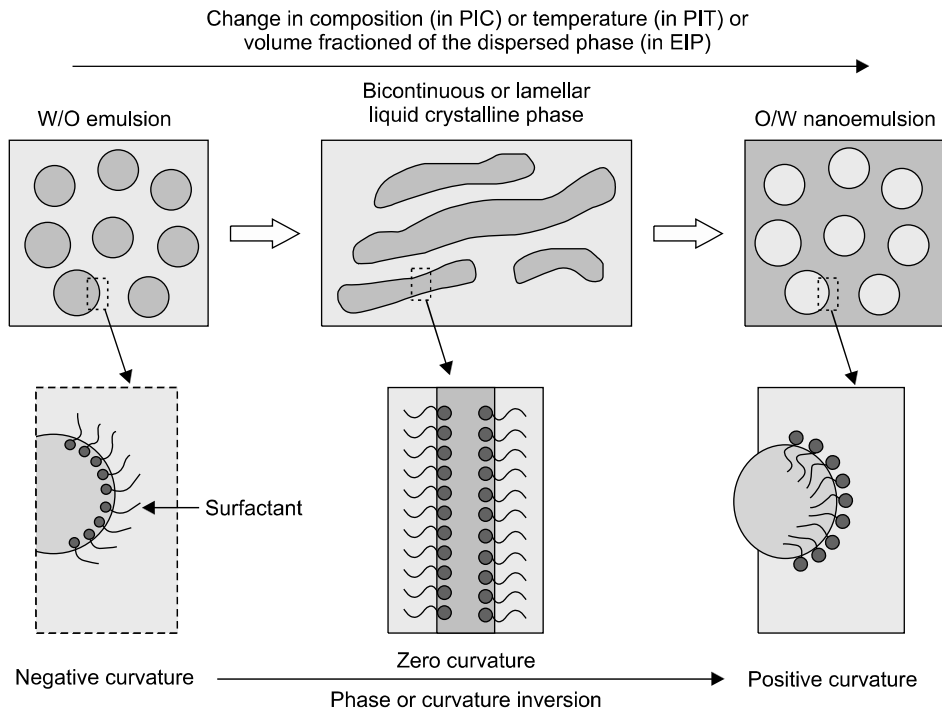 Change in composition (in PIC) or temperature (in PIT) or
volume fractioned of the dispersed phase (in EIP)
W/O emulsion
Bicontinuous or lamellar
liquid crystalline phase
O/W nanoemulsion
Surfactant
Negative curvature
Zero curvature
Phase or curvature inversion
Positive curvature